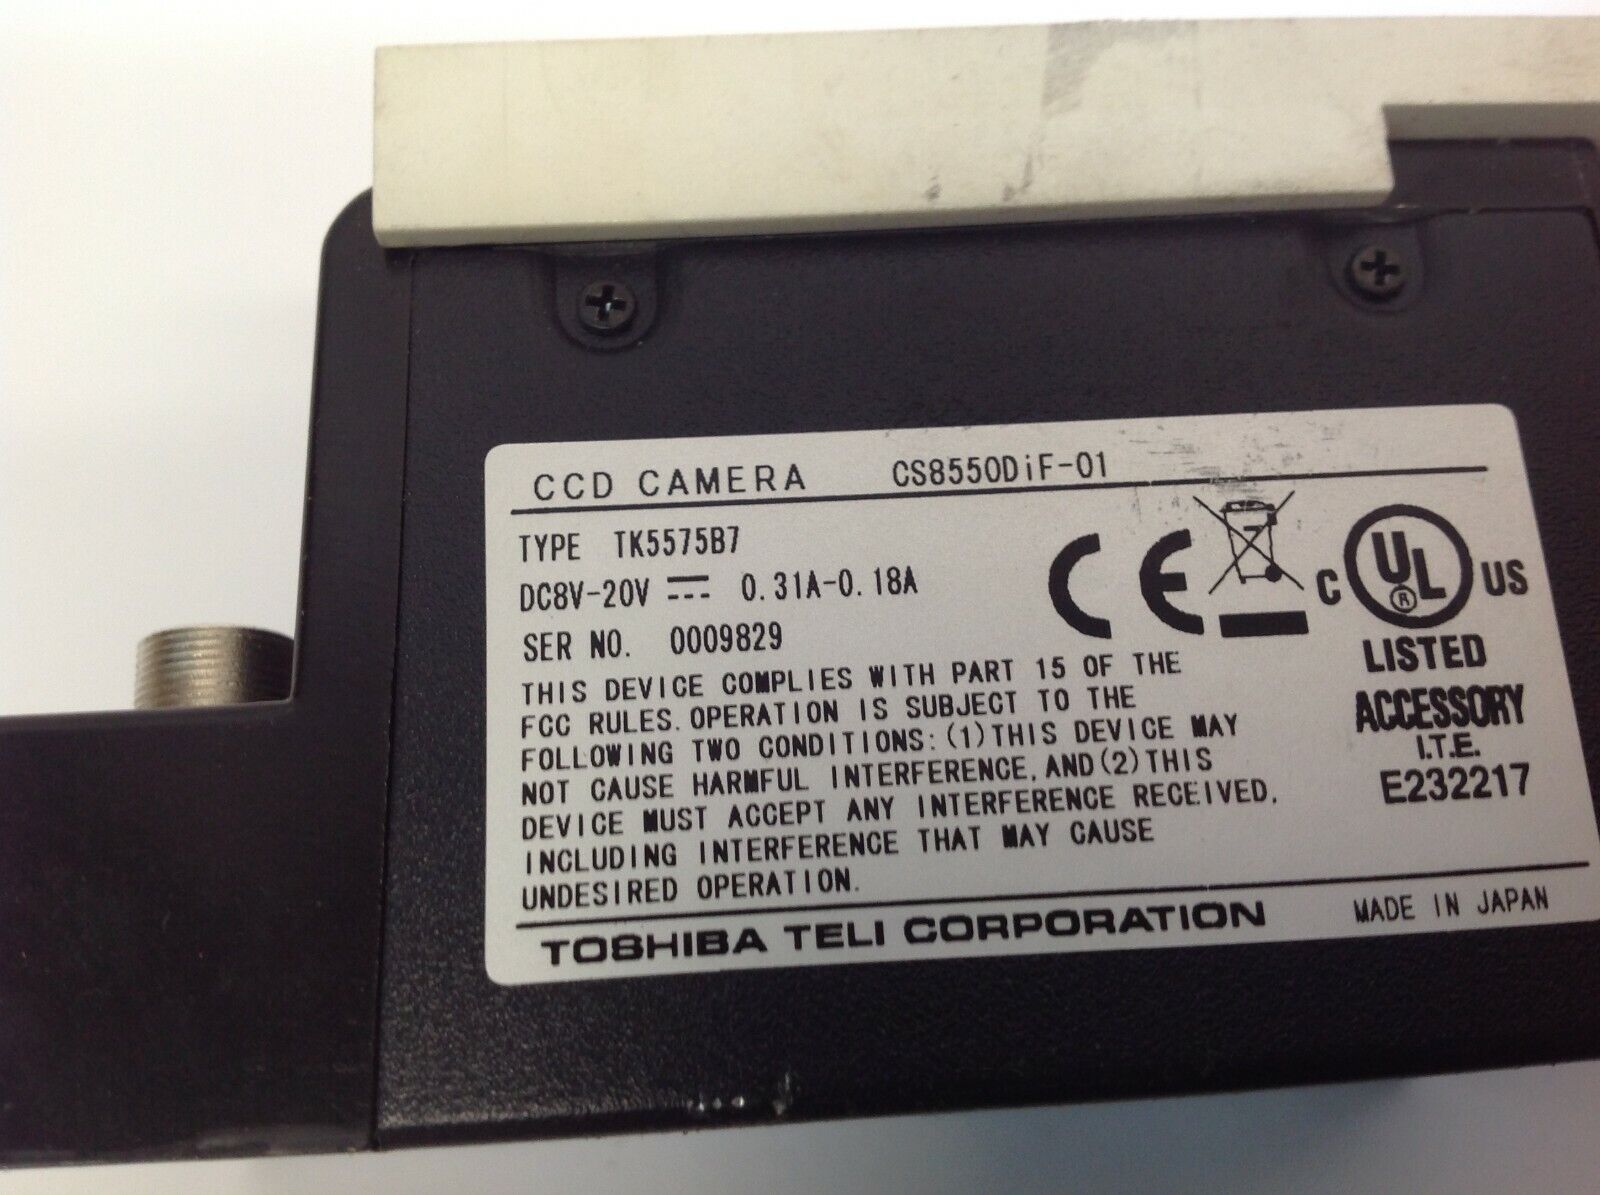 CCD CAMERA CS8550DiF-01
TYPE TK5575B7
DC8V-20V 0.31A-0.18A
SER NO. 0009829
THIS DEVICE COMPLIES WITH PART 15 OF THE
FCC RULES. OPERATION IS SUBJECT TO THE
FOLLOWING TWO CONDITIONS: (1) THIS DEVICE MAY
NOT CAUSE HARMFUL INTERFERENCE, AND (2) THIS
DEVICE MUST ACCEPT ANY INTERFERENCE RECEIVED,
INCLUDING INTERFERENCE THAT MAY CAUSE
UNDESIRED OPERATION.
CE
C UL ® US
LISTED
ACCESSORY
I.T.E.
E232217
TOSHIBA TELI CORPORATION MADE IN JAPAN